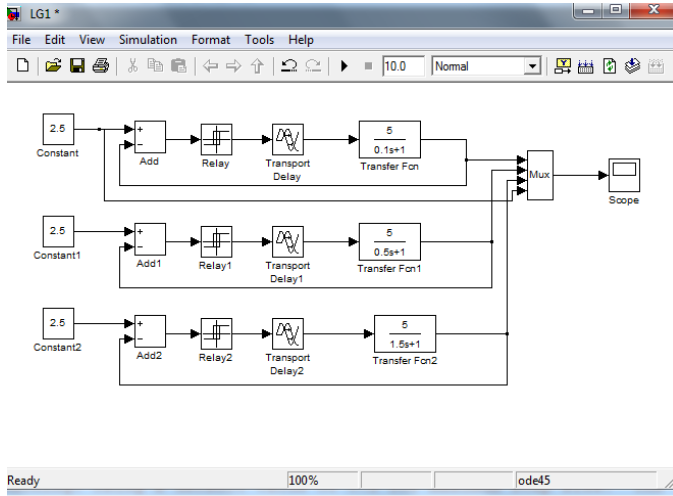 LG1 *
File Edit View Simulation Format Tools Help
10.0 Normal
2.5
Constant
+
−
Add
Relay
Transport
Delay
5
0.1s+1
Transfer Fcn
Mux
Scope
2.5
Constant1
+
−
Add1
Relay1
Transport
Delay1
5
0.5s+1
Transfer Fcn1
2.5
Constant2
+
−
Add2
Relay2
Transport
Delay2
5
1.5s+1
Transfer Fcn2
Ready 100% ode45